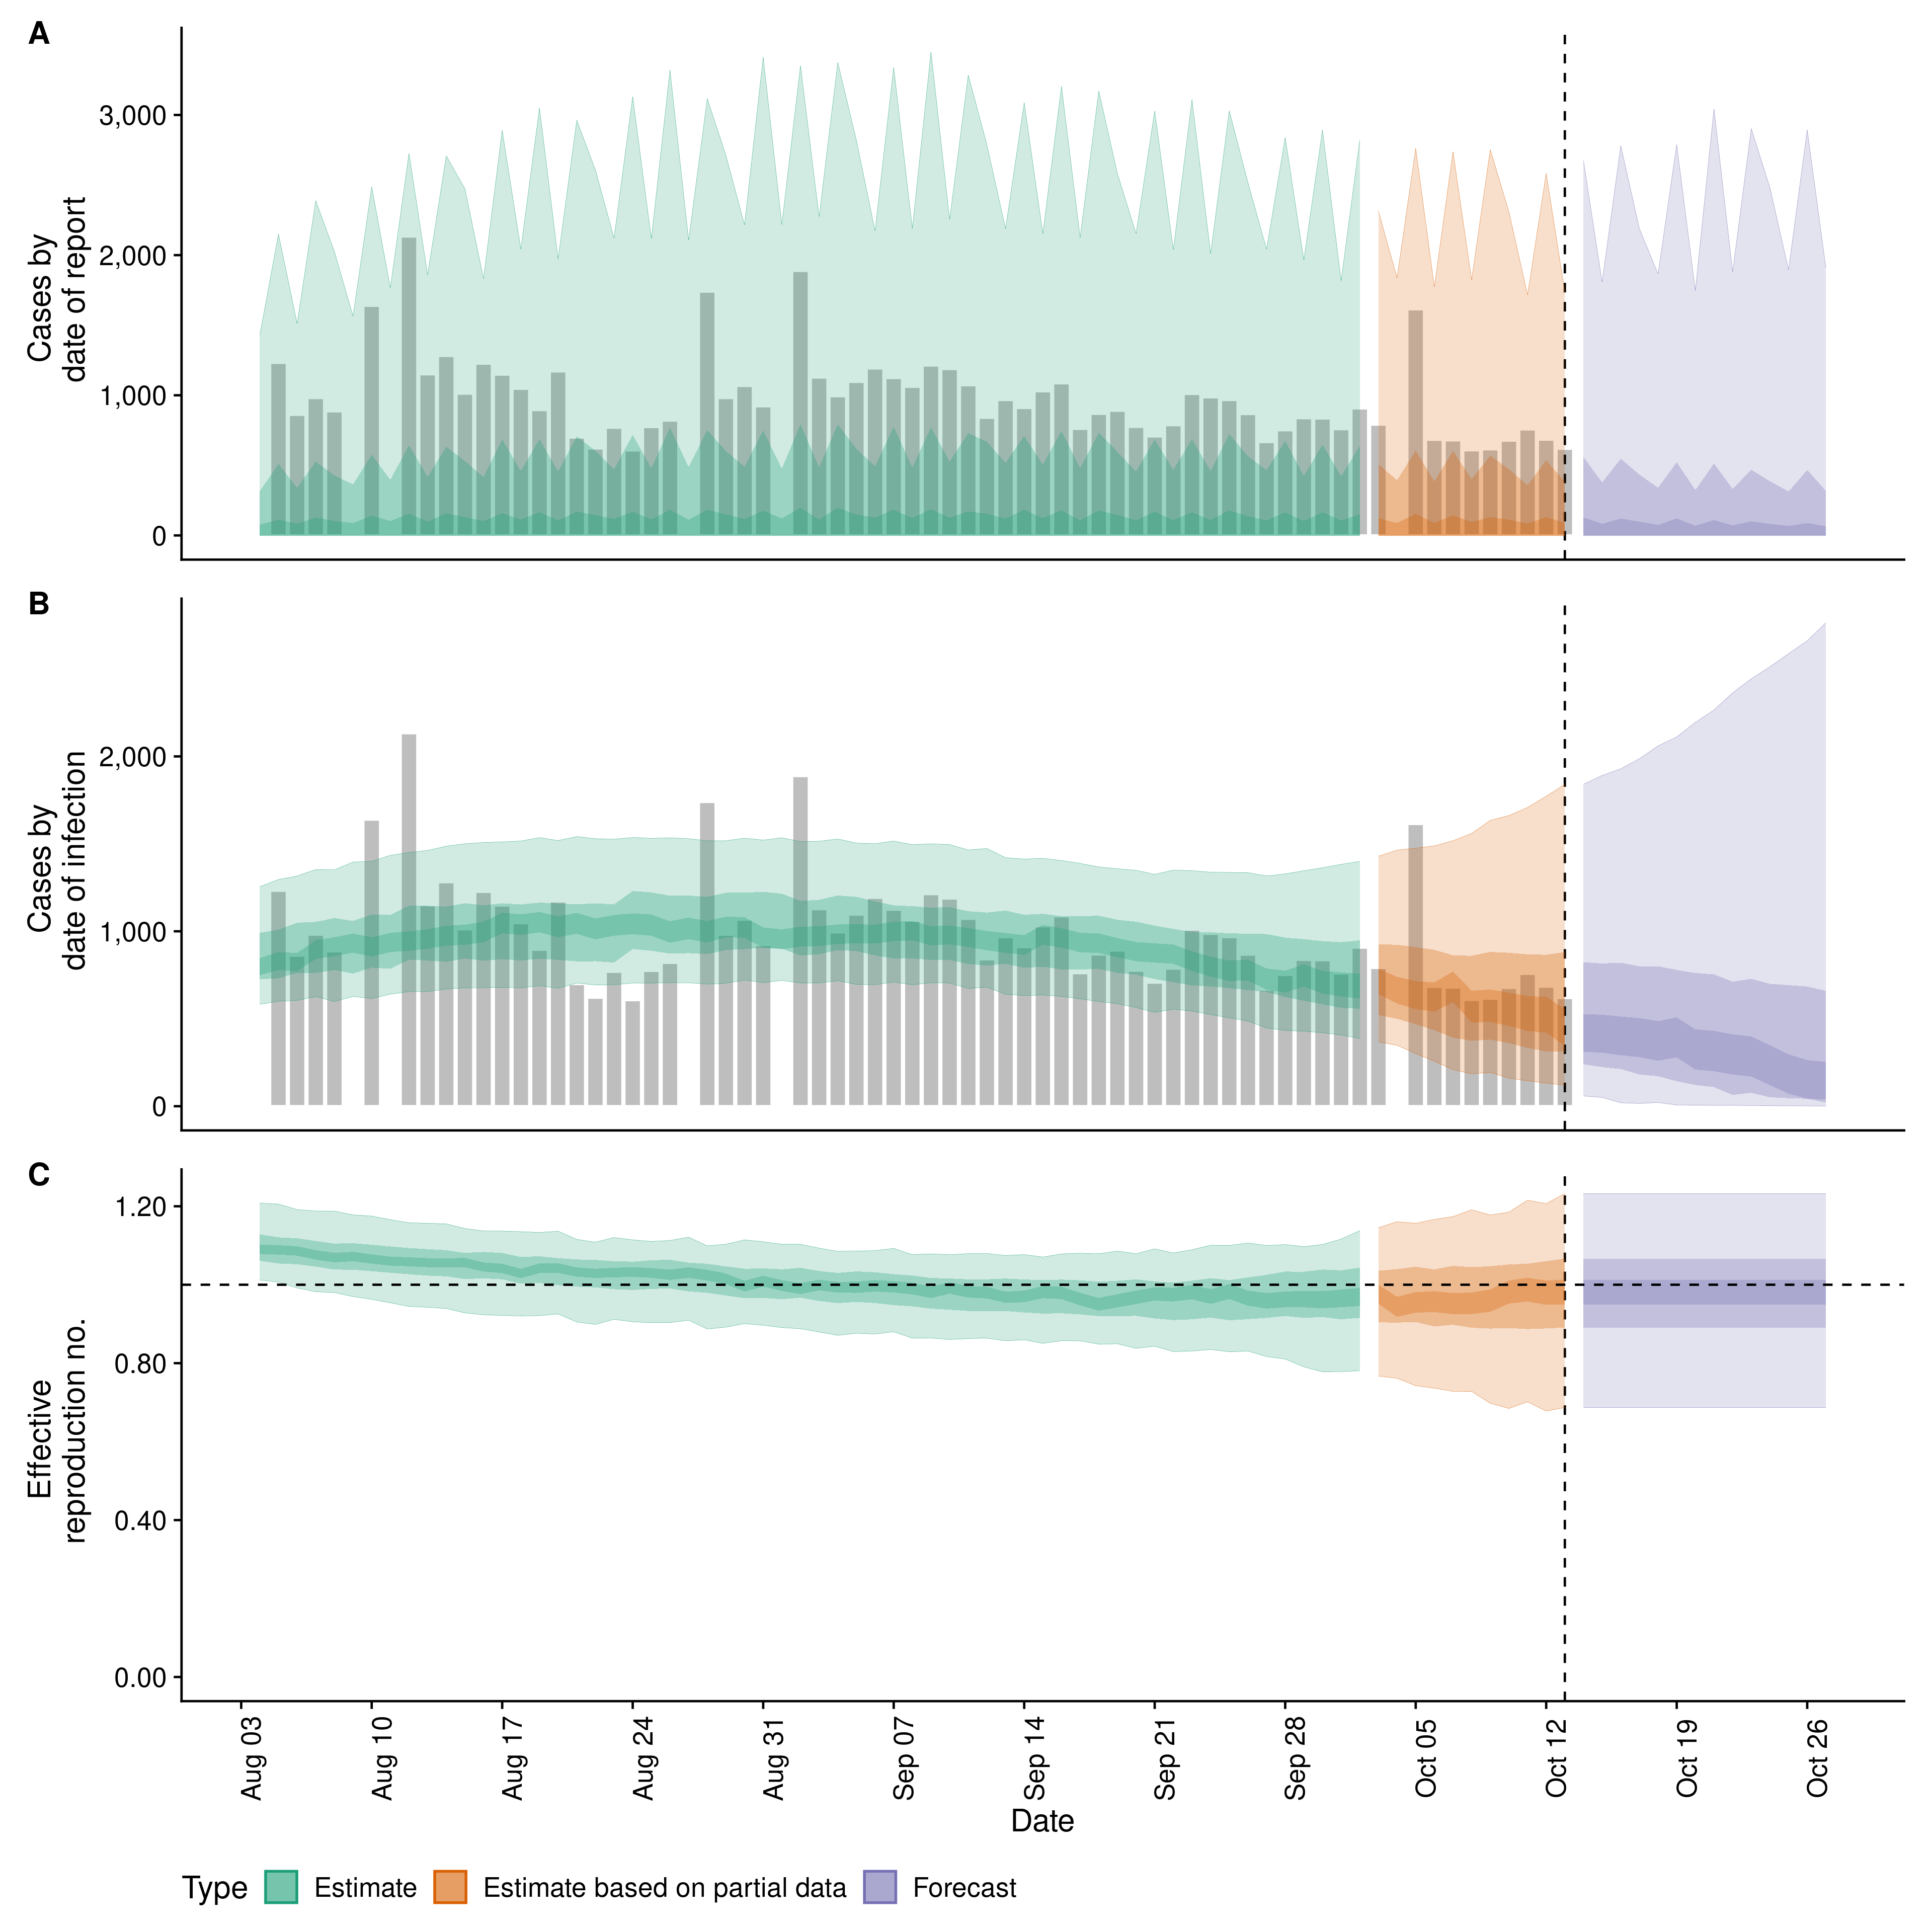 A
Cases by
date of report
3,000
2,000
1,000
0
B
Cases by
date of infection
2,000
1,000
0
C
Effective
reproduction no.
1.20
0.80
0.40
0.00
Aug 03
Aug 10
Aug 17
Aug 24
Aug 31
Sep 07
Sep 14
Sep 21
Sep 28
Oct 05
Oct 12
Oct 19
Oct 26
Date
Type Estimate Estimate based on partial data Forecast